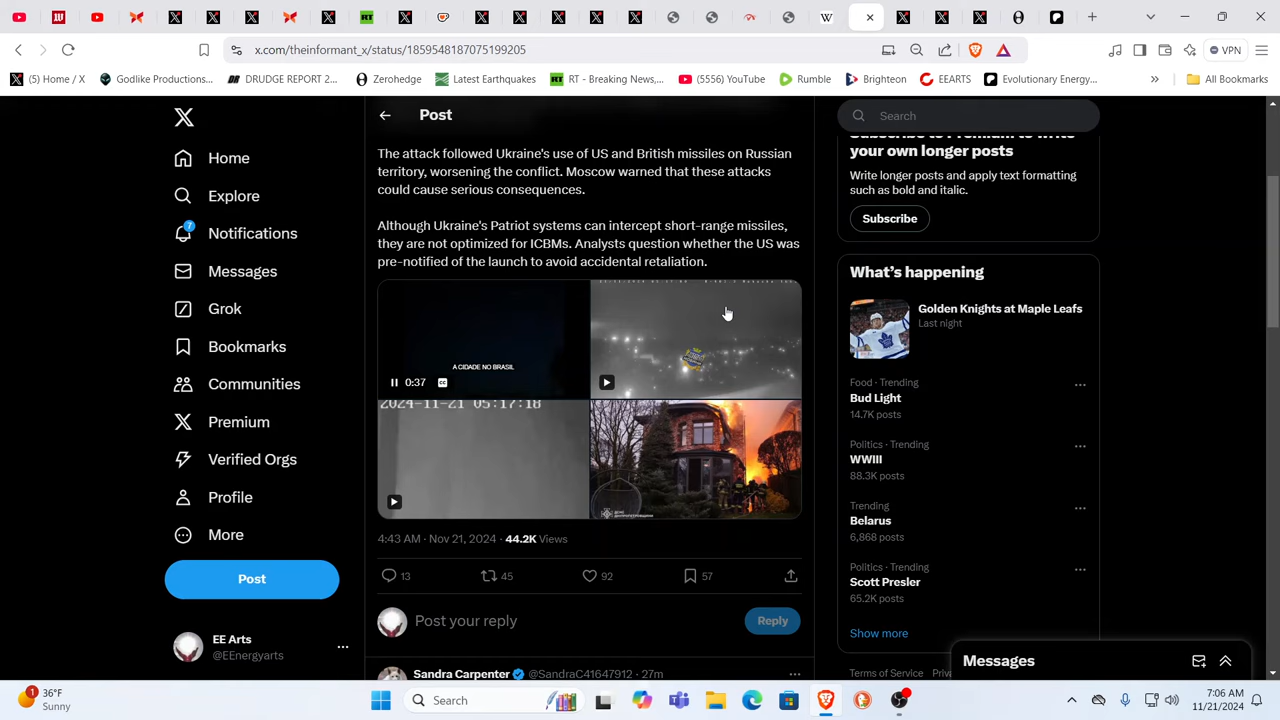 x.com/theinformant_x/status/1859548187075199205
VPN
(5) Home / X
Godlike Productions...
DRUDGE REPORT 2...
Zerohedge
Latest Earthquakes
RT - Breaking News,...
(5555) YouTube
Rumble
Brighteon
EEARTS
Evolutionary Energy...
All Bookmarks
Home
Explore
7
Notifications
Messages
Grok
Bookmarks
Communities
Premium
Verified Orgs
Profile
More
Post
EE Arts
@EEnergyarts
Post
The attack followed Ukraine's use of US and British missiles on Russian
territory, worsening the conflict. Moscow warned that these attacks
could cause serious consequences.
Although Ukraine's Patriot systems can intercept short-range missiles,
they are not optimized for ICBMs. Analysts question whether the US was
pre-notified of the launch to avoid accidental retaliation.
A CIDADE NO BRASIL
0:37
CC
2024-11-21 05:17:18
4:43 AM · Nov 21, 2024 · 44.2K Views
13
45
92
57
Post your reply
Reply
Sandra Carpenter @SandraC41647912 · 27m
Search
Subscribe to Premium to write
your own longer posts
Write longer posts and apply text formatting
such as bold and italic.
Subscribe
What's happening
Golden Knights at Maple Leafs
Last night
Food · Trending
Bud Light
14.7K posts
Politics · Trending
WWIII
88.3K posts
Trending
Belarus
6,868 posts
Politics · Trending
Scott Presler
65.2K posts
Show more
Terms of Service
Messages
1
36°F
Sunny
Search
7:06 AM
11/21/2024